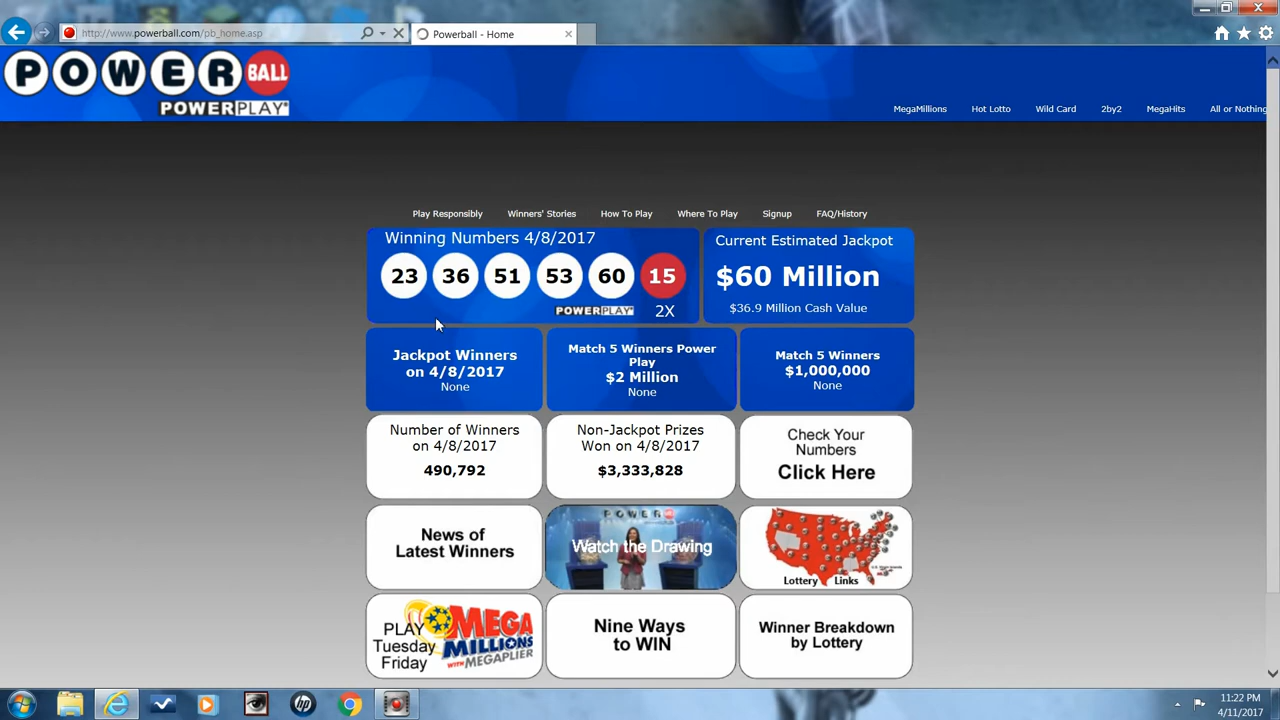 http://www.powerball.com/pb_home.asp
Powerball - Home
POWER BALL
POWERPLAY
MegaMillions
Hot Lotto
Wild Card
2by2
MegaHits
All or Nothing
Play Responsibly
Winners' Stories
How To Play
Where To Play
Signup
FAQ/History
Winning Numbers 4/8/2017
23 36 51 53 60 15
POWERPLAY 2X
Current Estimated Jackpot
$60 Million
$36.9 Million Cash Value
Jackpot Winners
on 4/8/2017
None
Match 5 Winners Power
Play
$2 Million
None
Match 5 Winners
$1,000,000
None
Number of Winners
on 4/8/2017
490,792
Non-Jackpot Prizes
Won on 4/8/2017
$3,333,828
Check Your
Numbers
Click Here
News of
Latest Winners
POWER
Watch the Drawing
Lottery Links
PLAY
Tuesday
Friday
MEGA
MILLIONS
WITH MEGAPLIER
Nine Ways
to WIN
Winner Breakdown
by Lottery
hp
11:22 PM
4/11/2017